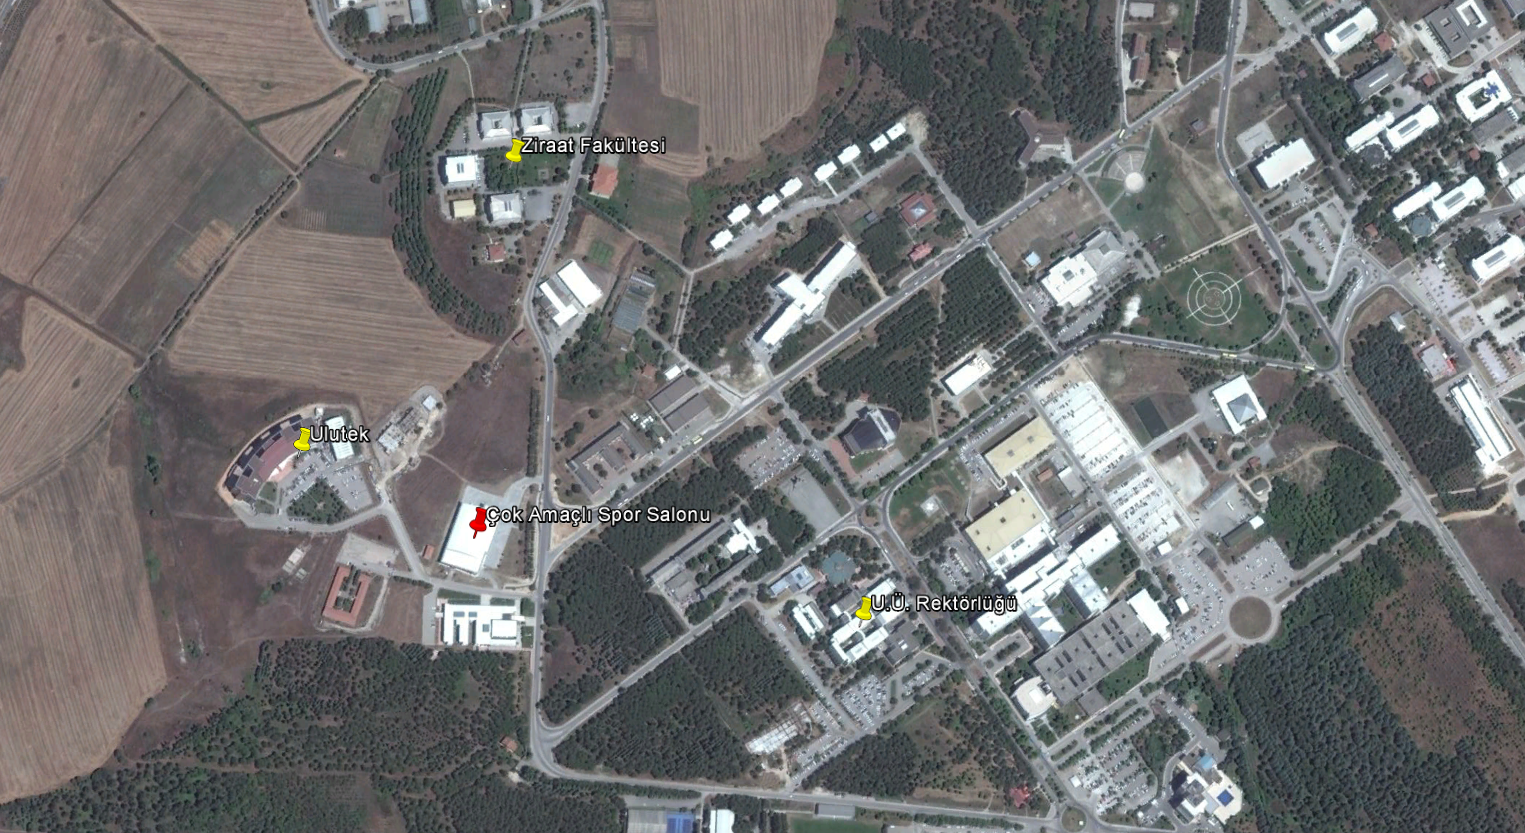 Ziraat Fakültesi
Ulutek
Çok Amaçlı Spor Salonu
U.Ü. Rektörlüğü